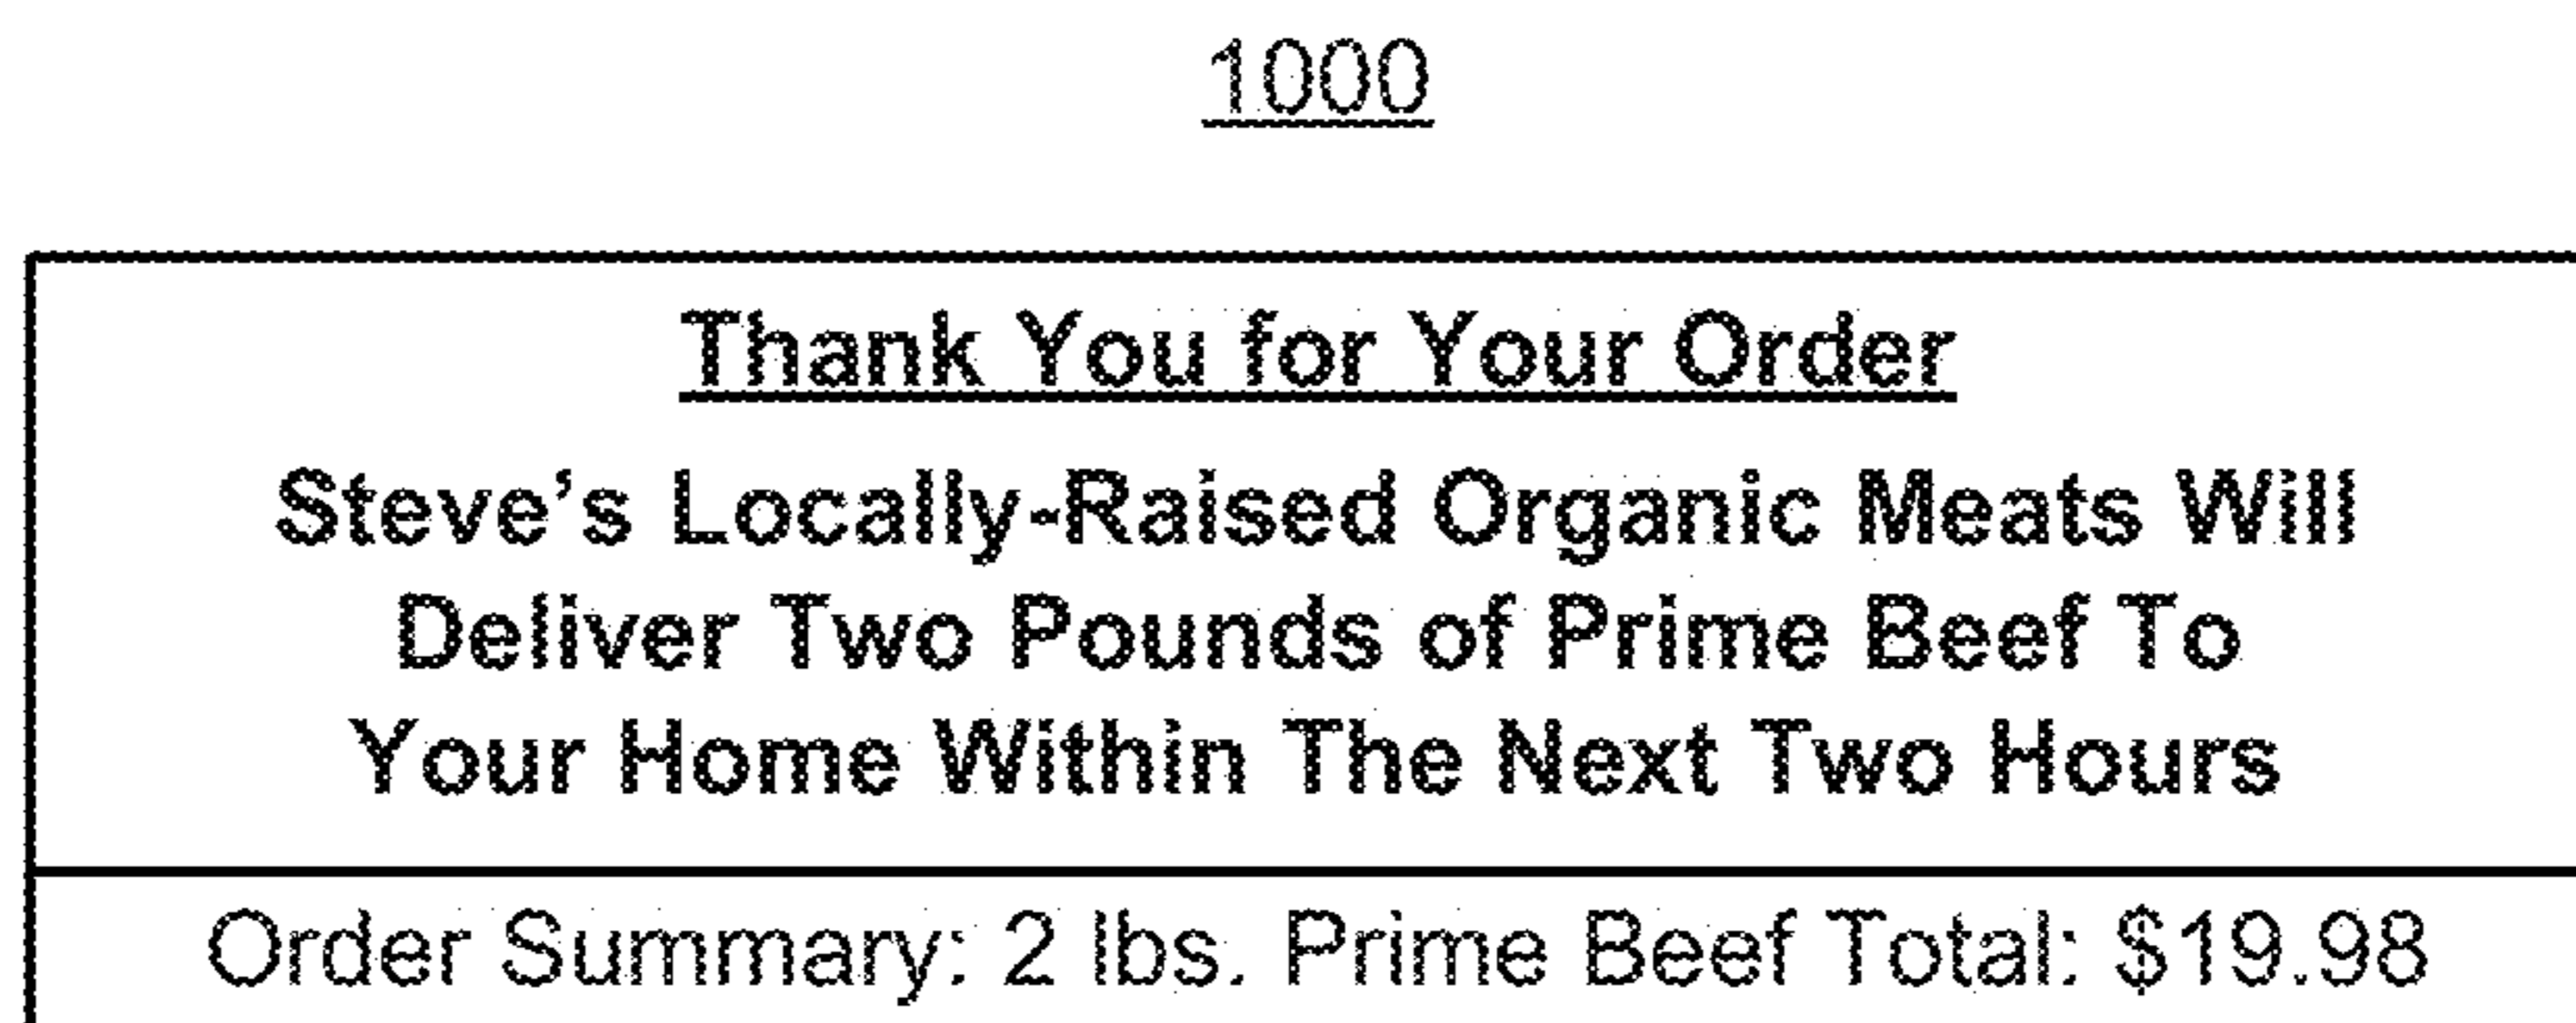 1000
Thank You for Your Order
Steve's Locally-Raised Organic Meats Will
Deliver Two Pounds of Prime Beef To
Your Home Within The Next Two Hours
Order Summary: 2 lbs. Prime Beef Total: $19.98